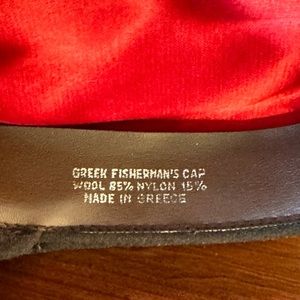 GREEK FISHERMAN'S CAP
WOOL 85% NYLON 15%
MADE IN GREECE